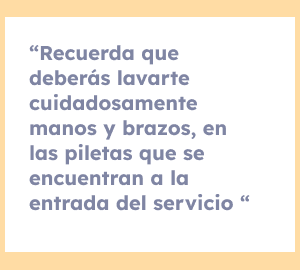 “Recuerda que
deberás lavarte
cuidadosamente
manos y brazos, en
las piletas que se
encuentran a la
entrada del servicio “